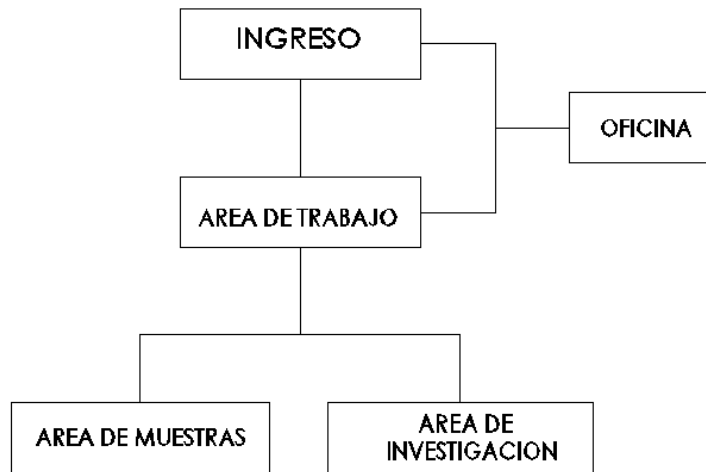 INGRESO
OFICINA
AREA DE TRABAJO
AREA DE MUESTRAS
AREA DE
INVESTIGACION